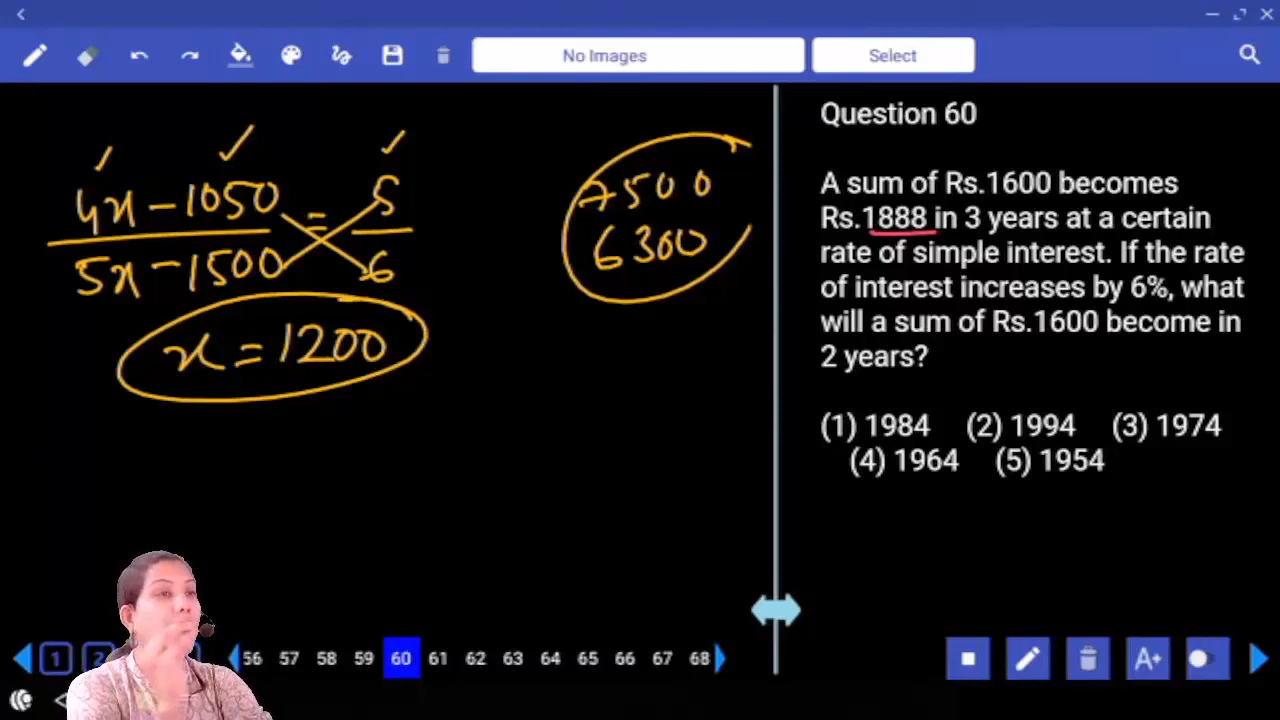 No Images
Select
4x - 1050 = 5
5x - 1500 6
x = 1200
7500
6300
Question 60
A sum of Rs.1600 becomes
Rs.1888 in 3 years at a certain
rate of simple interest. If the rate
of interest increases by 6%, what
will a sum of Rs.1600 become in
2 years?
(1) 1984 (2) 1994 (3) 1974
(4) 1964 (5) 1954
1 2 56 57 58 59 60 61 62 63 64 65 66 67 68
A+